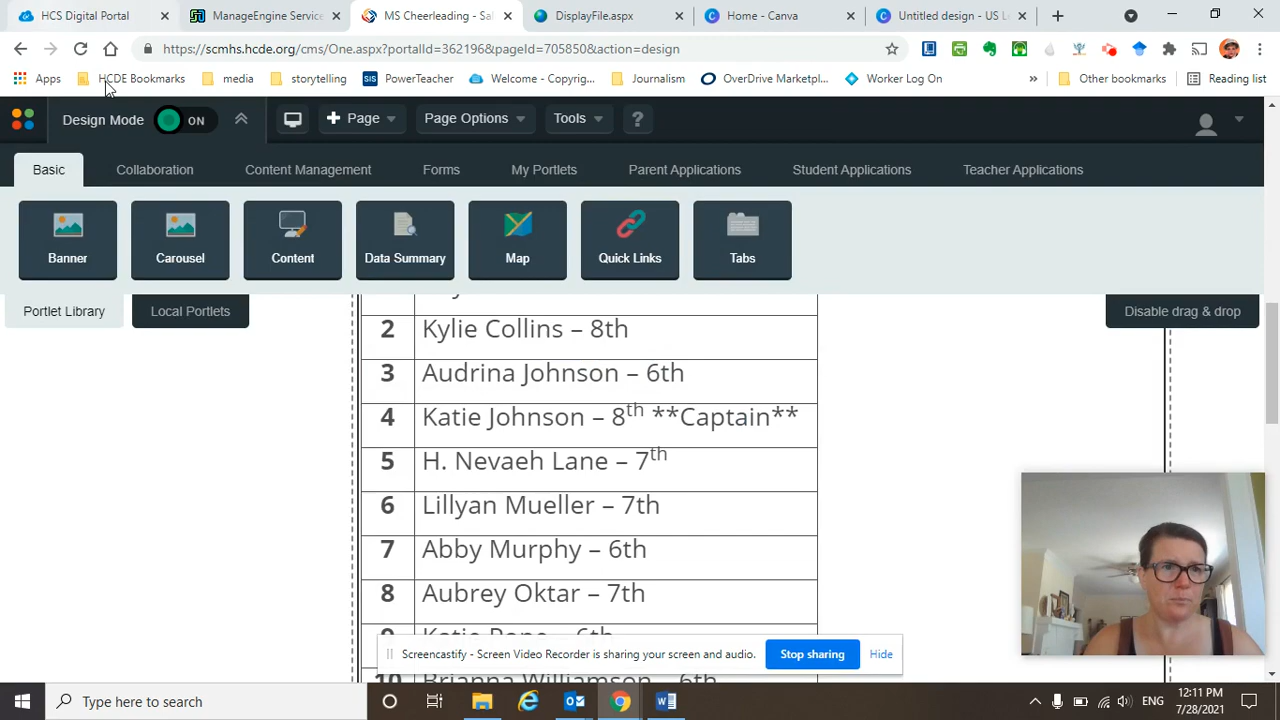 HCS Digital Portal
ManageEngine Service
MS Cheerleading - Sal
DisplayFile.aspx
Home - Canva
Untitled design - US L
https://scmhs.hcde.org/cms/One.aspx?portalId=362196&pageId=705850&action=design
Apps
HCDE Bookmarks
media
storytelling
SIS
PowerTeacher
Welcome - Copyrig...
Journalism
OverDrive Marketpl...
Worker Log On
»
Other bookmarks
Reading list
Design Mode
ON
+ Page
Page Options
Tools
?
Basic
Collaboration
Content Management
Forms
My Portlets
Parent Applications
Student Applications
Teacher Applications
Banner
Carousel
Content
Data Summary
Map
Quick Links
Tabs
Portlet Library
Local Portlets
Disable drag & drop
2 Kylie Collins – 8th
3 Audrina Johnson – 6th
4 Katie Johnson – 8th **Captain**
5 H. Nevaeh Lane – 7th
6 Lillyan Mueller – 7th
7 Abby Murphy – 6th
8 Aubrey Oktar – 7th
10 Brianna Williamson – 6th
Screencastify - Screen Video Recorder is sharing your screen and audio.
Stop sharing
Hide
Type here to search
ENG
12:11 PM
7/28/2021